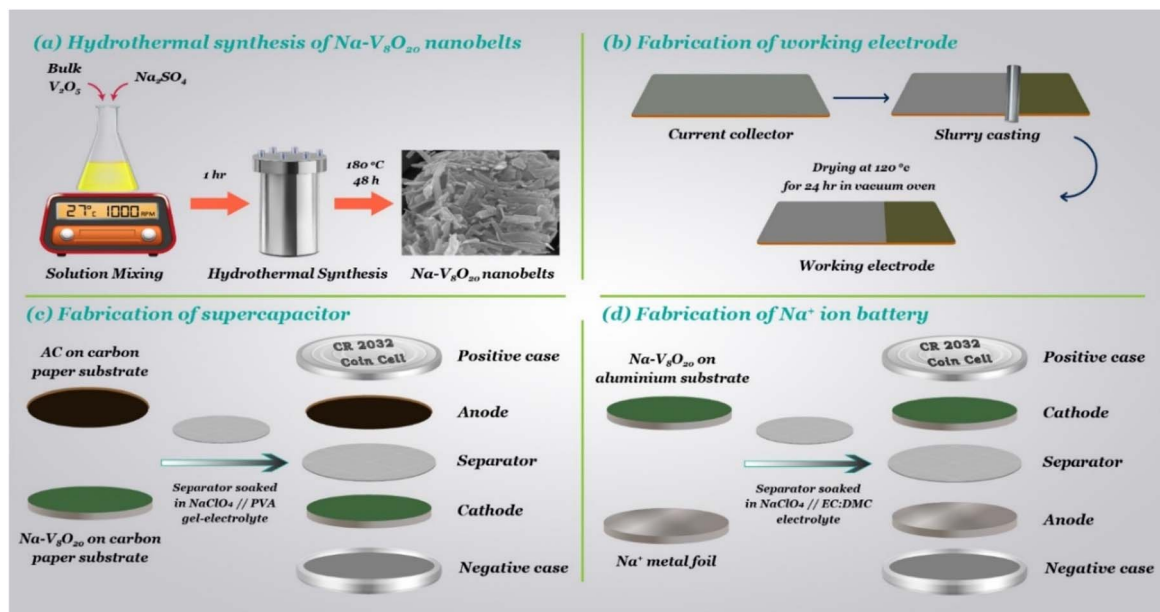 (a) Hydrothermal synthesis of Na-V₈O₂₀ nanobelts
Bulk
V₂O₅
Na₂SO₄
27°C 1000 RPM
Solution Mixing
1 hr
Hydrothermal Synthesis
180 °C
48 h
Na-V₈O₂₀ nanobelts
(b) Fabrication of working electrode
Current collector
Slurry casting
Drying at 120 °c
for 24 hr in vacuum oven
Working electrode
(c) Fabrication of supercapacitor
AC on carbon
paper substrate
Separator soaked
in NaClO₄ // PVA
gel-electrolyte
Na-V₈O₂₀ on carbon
paper substrate
CR 2032
Coin Cell
Positive case
Anode
Separator
Cathode
Negative case
(d) Fabrication of Na⁺ ion battery
Na-V₈O₂₀ on
aluminium substrate
Separator soaked
in NaClO₄ // EC:DMC
electrolyte
Na⁺ metal foil
CR 2032
Coin Cell
Positive case
Cathode
Separator
Anode
Negative case